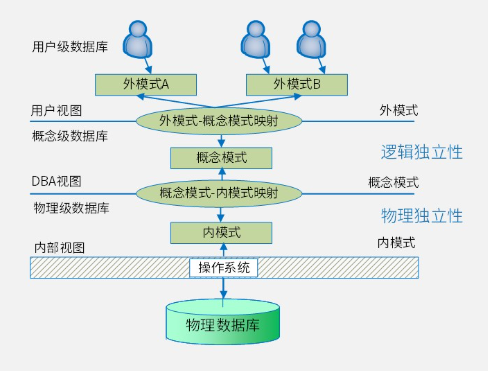 用户级数据库
外模式A
外模式B
用户视图
外模式-概念模式映射
外模式
概念级数据库
概念模式
逻辑独立性
DBA视图
概念模式-内模式映射
概念模式
物理级数据库
物理独立性
内模式
内部视图
内模式
操作系统
物理数据库